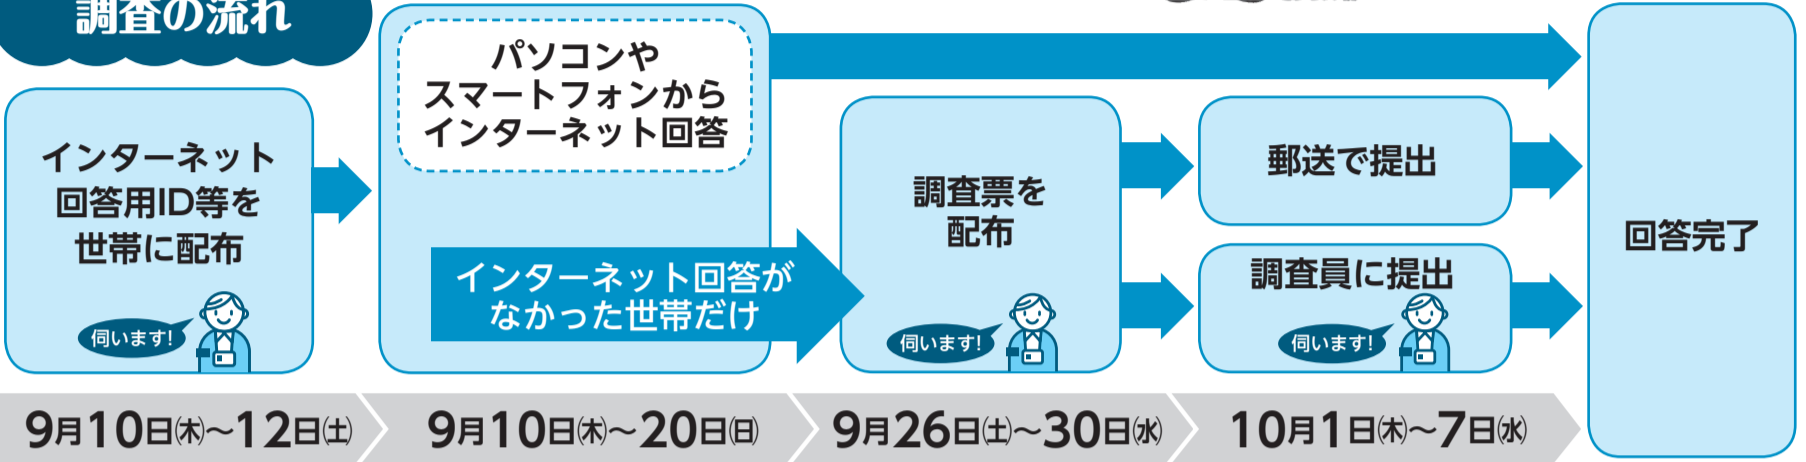 調査の流れ
インターネット
回答用ID等を
世帯に配布
伺います!
パソコンや
スマートフォンから
インターネット回答
インターネット回答が
なかった世帯だけ
調査票を
配布
伺います!
郵送で提出
調査員に提出
伺います!
回答完了
9月10日㈭~12日㈯
9月10日㈭~20日㈰
9月26日㈯~30日㈬
10月1日㈭~7日㈬